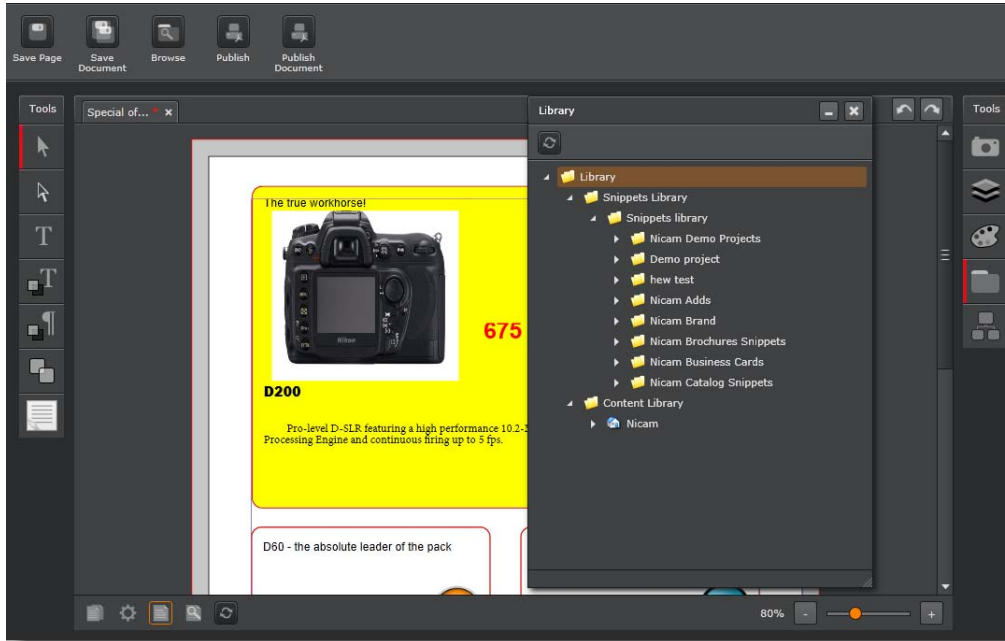 Save Page
Save
Document
Browse
Publish
Publish
Document
Tools
Special of... * ×
Library
Tools
Library
Snippets Library
Snippets library
Nicam Demo Projects
Demo project
hew test
Nicam Adds
Nicam Brand
Nicam Brochures Snippets
Nicam Business Cards
Nicam Catalog Snippets
Content Library
Nicam
The true workhorse!
Nikon
675
D200
Pro-level D-SLR featuring a high performance 10.2-
Processing Engine and continuous firing up to 5 fps.
D60 - the absolute leader of the pack
80% - +